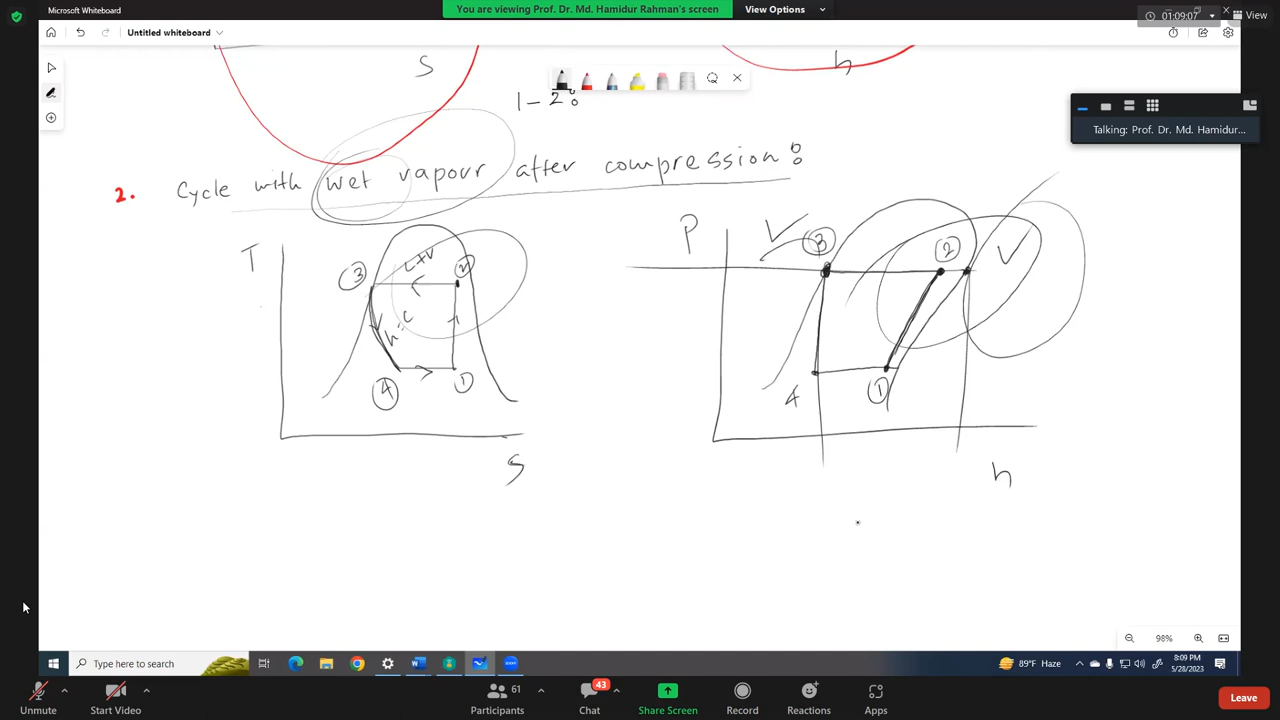 Microsoft Whiteboard
You are viewing Prof. Dr. Md. Hamidur Rahman's screen
View Options
01:09:07
View
Untitled whiteboard
S
h
1-2:
Talking: Prof. Dr. Md. Hamidur...
2. Cycle with wet vapour after compression:
T
3
L+V
2
h=c
4
1
S
P
3
2
4
1
h
98%
Type here to search
89°F Haze
8:09 PM
5/28/2023
Unmute
Start Video
61
Participants
43
Chat
Share Screen
Record
Reactions
Apps
Leave